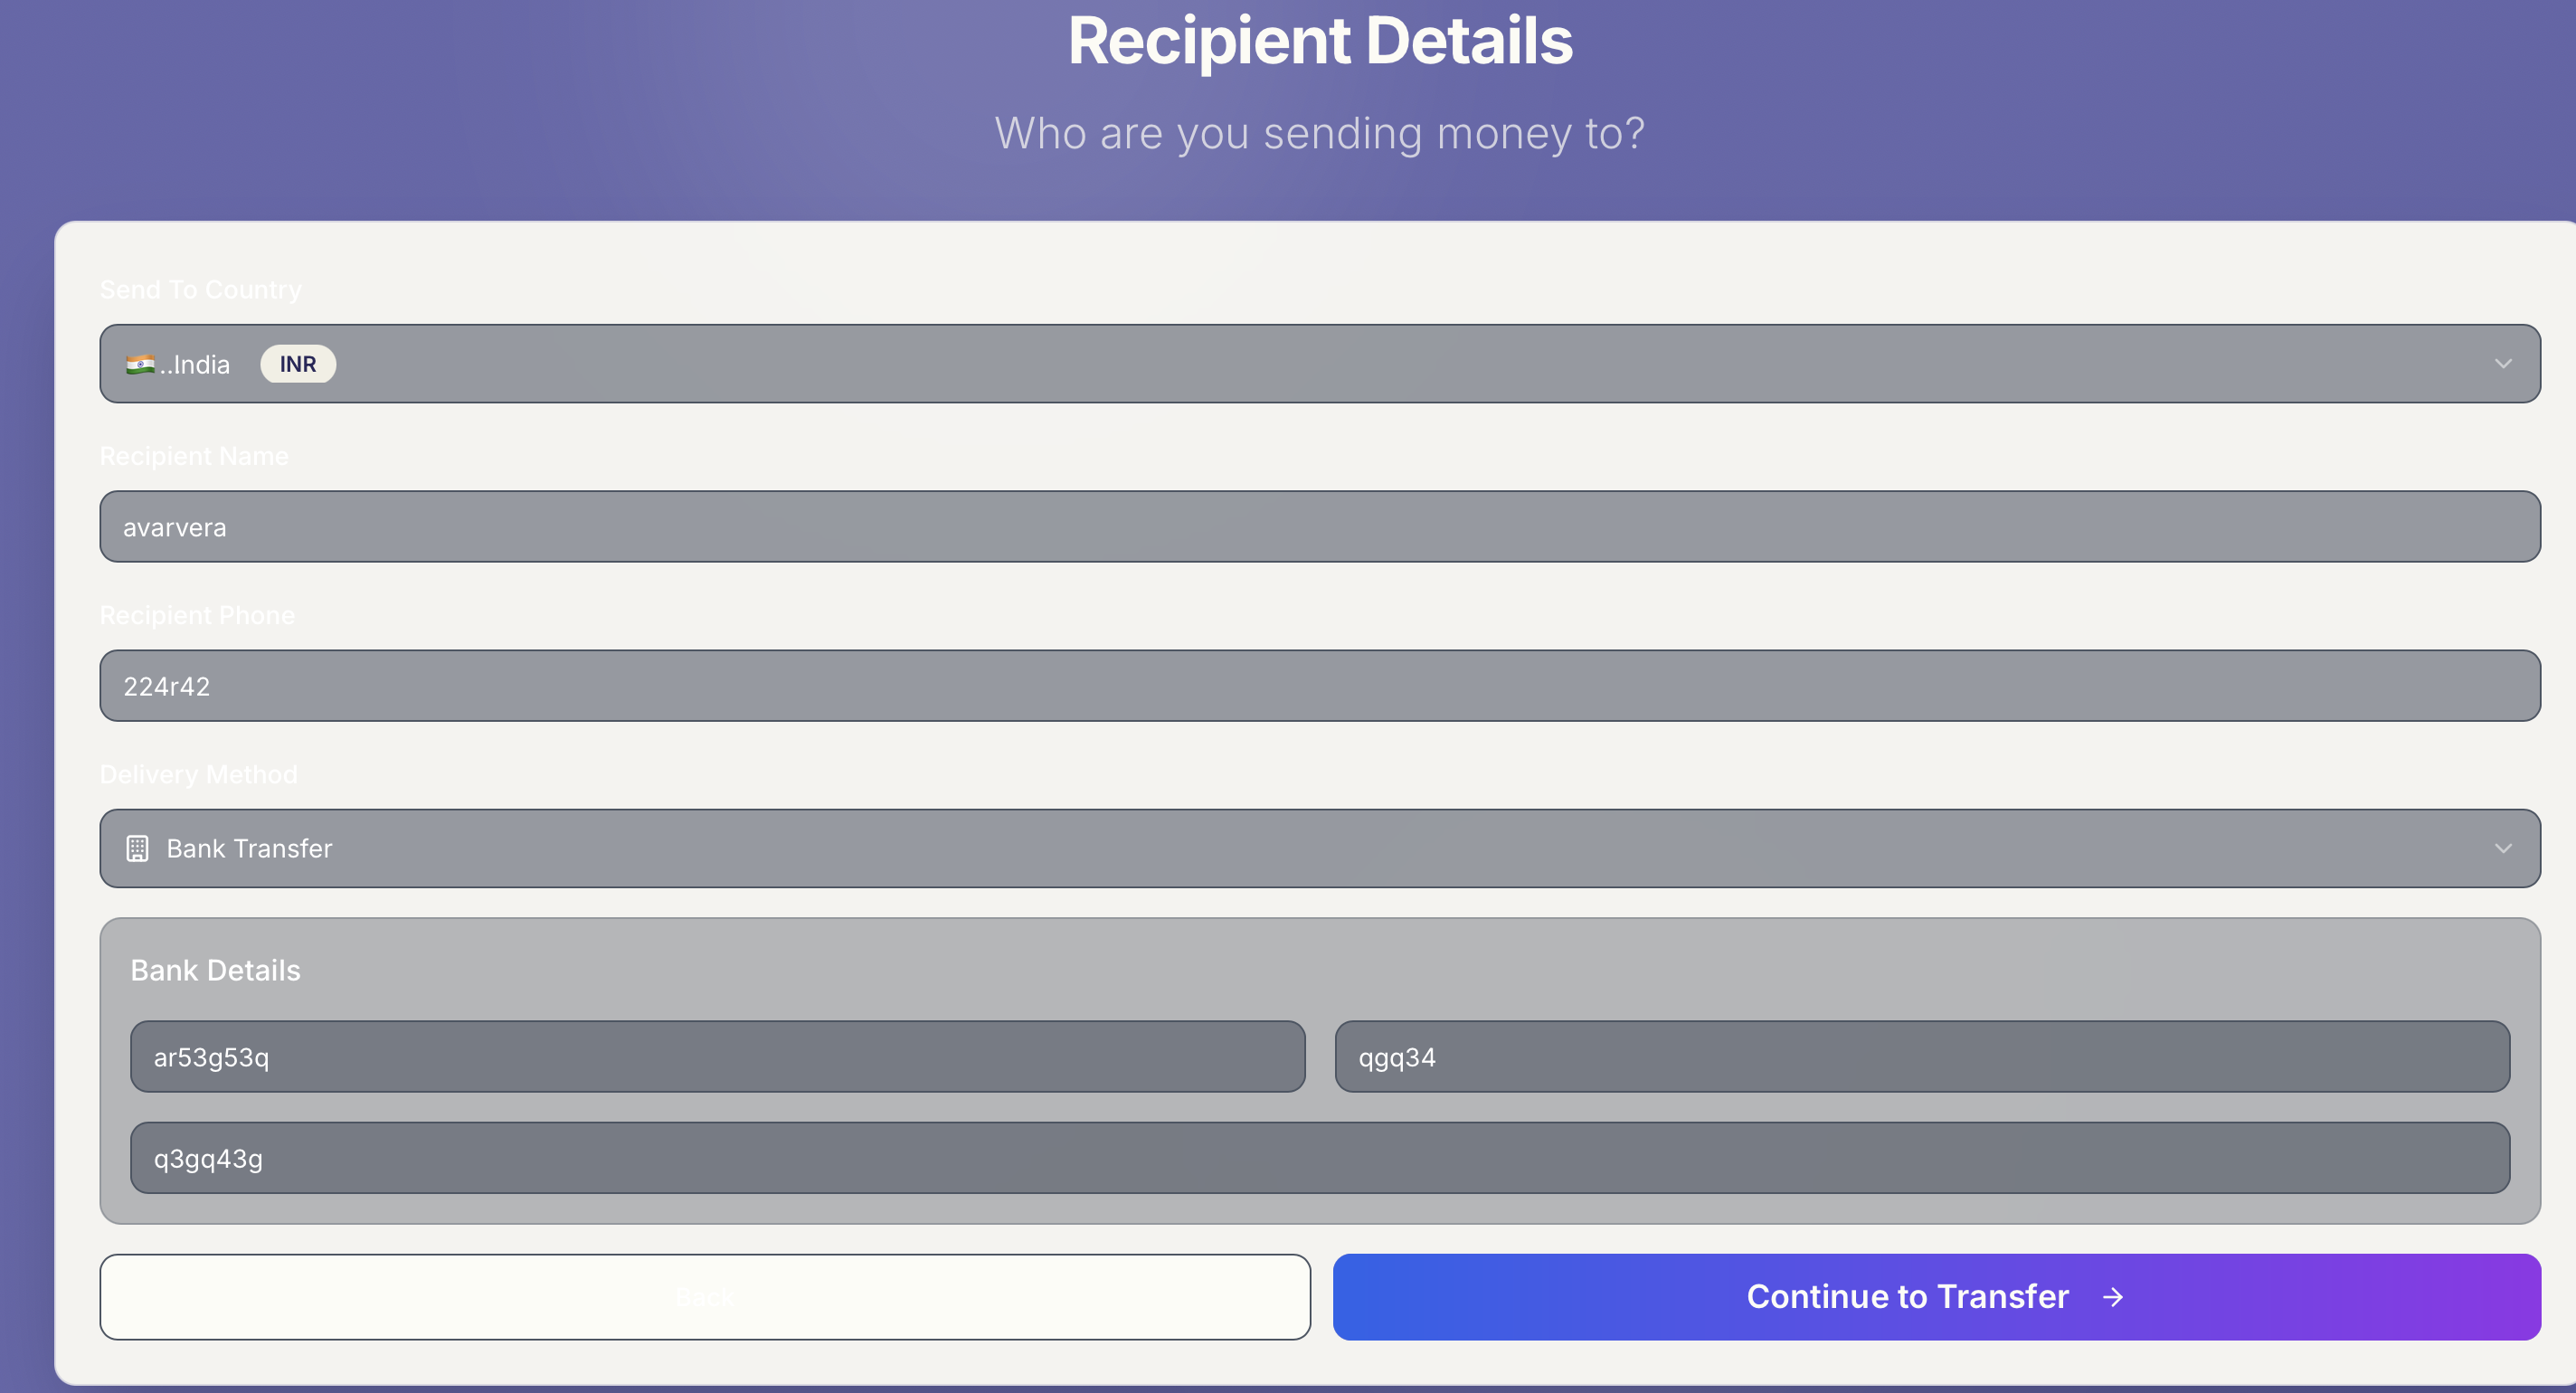 Recipient Details
Who are you sending money to?
Send To Country
..India INR
Recipient Name
avarvera
Recipient Phone
224r42
Delivery Method
Bank Transfer
Bank Details
ar53g53q qgq34
q3gq43g
Back Continue to Transfer →